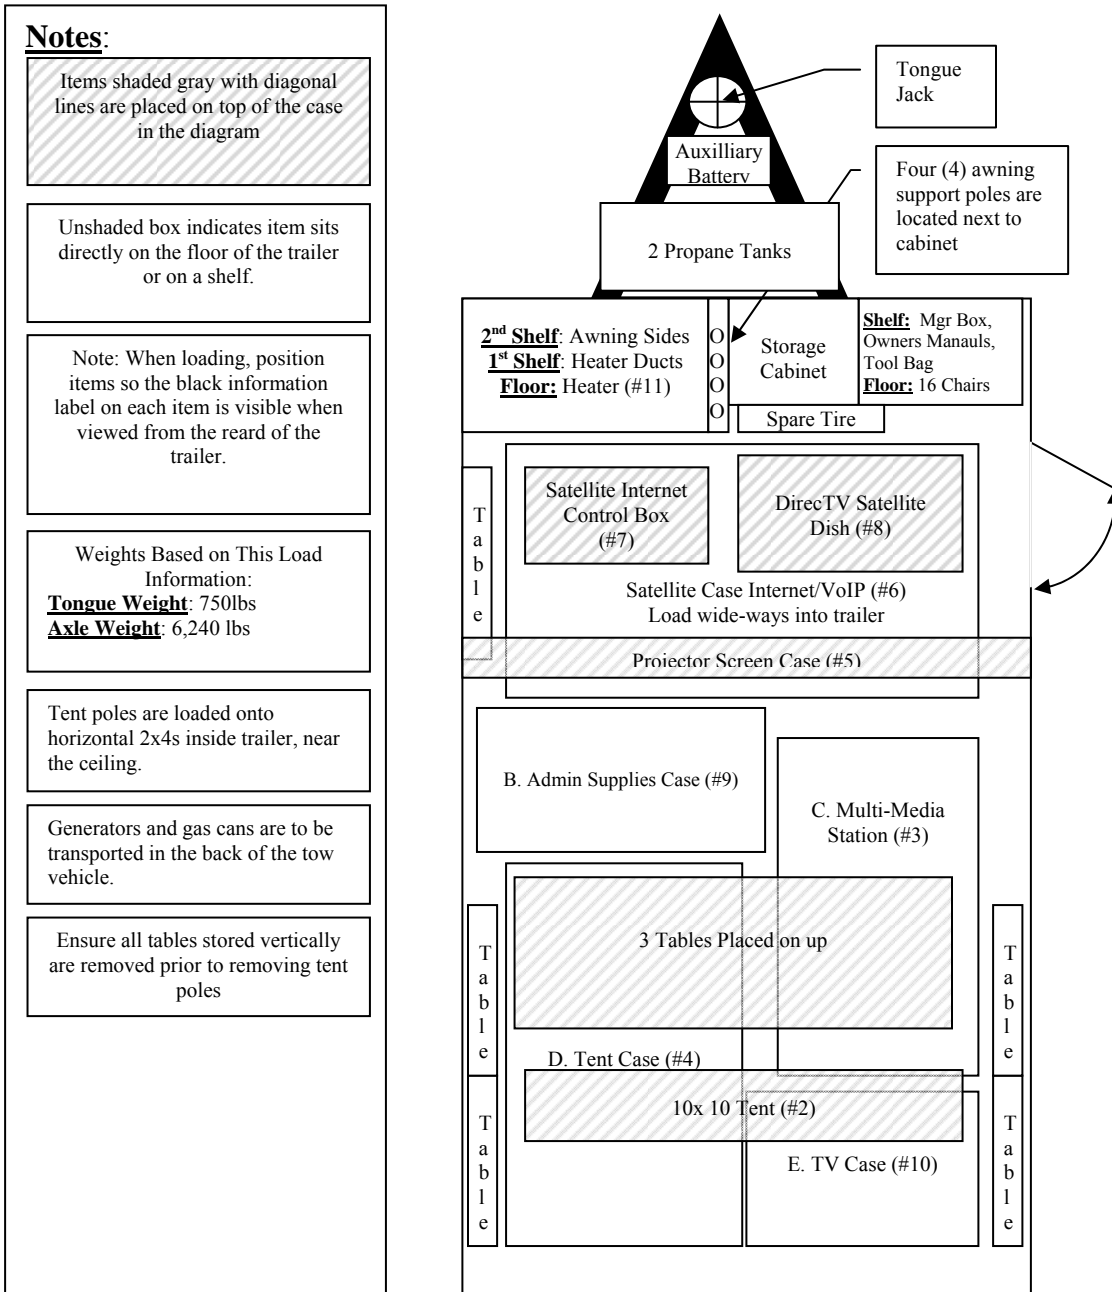 Notes:
Items shaded gray with diagonal
lines are placed on top of the case
in the diagram
Unshaded box indicates item sits
directly on the floor of the trailer
or on a shelf.
Note: When loading, position
items so the black information
label on each item is visible when
viewed from the reard of the
trailer.
Weights Based on This Load
Information:
Tongue Weight: 750lbs
Axle Weight: 6,240 lbs
Tent poles are loaded onto
horizontal 2x4s inside trailer, near
the ceiling.
Generators and gas cans are to be
transported in the back of the tow
vehicle.
Ensure all tables stored vertically
are removed prior to removing tent
poles
Tongue
Jack
Auxilliary
Battery
Four (4) awning
support poles are
located next to
cabinet
2 Propane Tanks
2nd Shelf: Awning Sides
1st Shelf: Heater Ducts
Floor: Heater (#11)
O
O
O
O
Storage
Cabinet
Shelf: Mgr Box,
Owners Manauls,
Tool Bag
Floor: 16 Chairs
Spare Tire
Table
Satellite Internet
Control Box
(#7)
DirecTV Satellite
Dish (#8)
Satellite Case Internet/VoIP (#6)
Load wide-ways into trailer
Projector Screen Case (#5)
B. Admin Supplies Case (#9)
C. Multi-Media
Station (#3)
3 Tables Placed on up
Table
Table
D. Tent Case (#4)
10x 10 Tent (#2)
E. TV Case (#10)
Table
Table